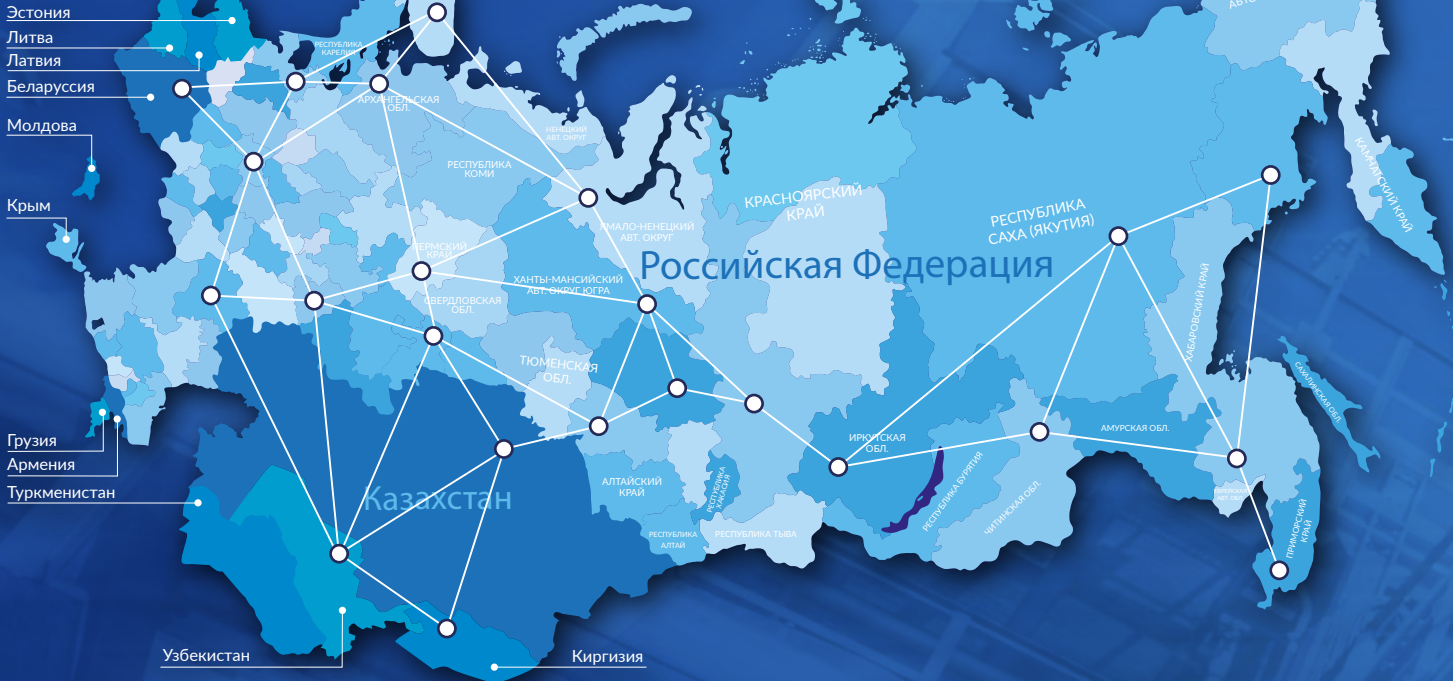 Эстония
Литва
Латвия
Беларуссия
Молдова
Крым
Грузия
Армения
Туркменистан
Узбекистан
Киргизия
Казахстан
Российская Федерация
РЕСПУБЛИКА
КАРЕЛИЯ
АРХАНГЕЛЬСКАЯ
ОБЛ.
НЕНЕЦКИЙ
АВТ. ОКРУГ
РЕСПУБЛИКА
КОМИ
ПЕРМСКИЙ
КРАЙ
СВЕРДЛОВСКАЯ
ОБЛ.
ЯМАЛО-НЕНЕЦКИЙ
АВТ. ОКРУГ
ХАНТЫ-МАНСИЙСКИЙ
АВТ. ОКРУГ ЮГРА
ТЮМЕНСКАЯ
ОБЛ.
АЛТАЙСКИЙ
КРАЙ
РЕСПУБЛИКА
АЛТАЙ
РЕСПУБЛИКА
ХАКАСИЯ
РЕСПУБЛИКА ТЫВА
КРАСНОЯРСКИЙ
КРАЙ
ИРКУТСКАЯ
ОБЛ.
РЕСПУБЛИКА БУРЯТИЯ
ЧИТИНСКАЯ ОБЛ.
РЕСПУБЛИКА
САХА (ЯКУТИЯ)
АМУРСКАЯ ОБЛ.
ХАБАРОВСКИЙ КРАЙ
ЕВРЕЙСКАЯ
АВТ. ОБЛ.
ПРИМОРСКИЙ
КРАЙ
САХАЛИНСКАЯ ОБЛ.
КАМЧАТСКИЙ КРАЙ